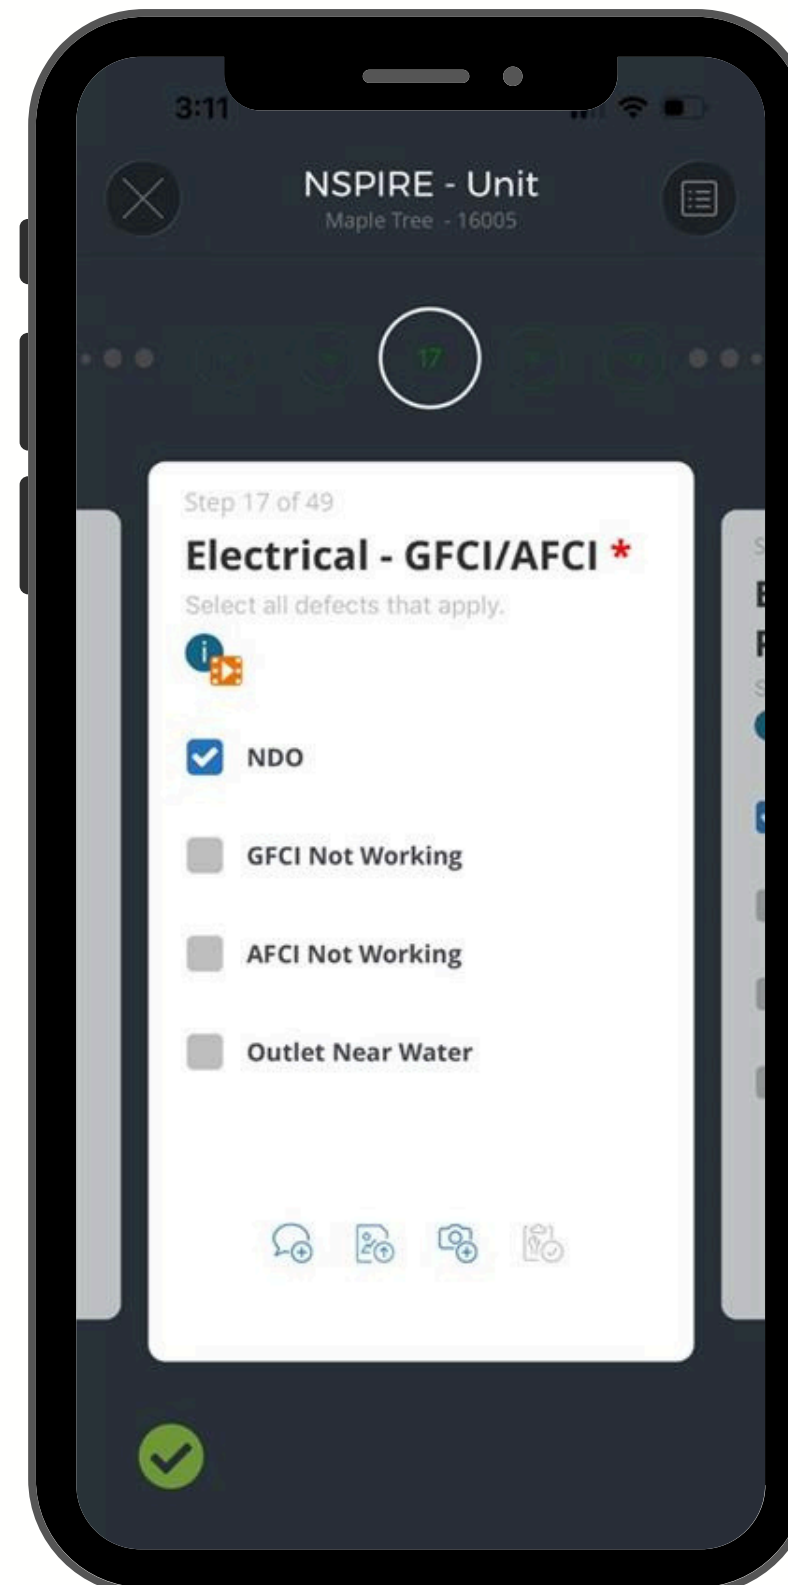 3:11
NSPIRE - Unit
Maple Tree - 16005
17
Step 17 of 49
Electrical - GFCI/AFCI *
Select all defects that apply.
i
NDO
GFCI Not Working
AFCI Not Working
Outlet Near Water